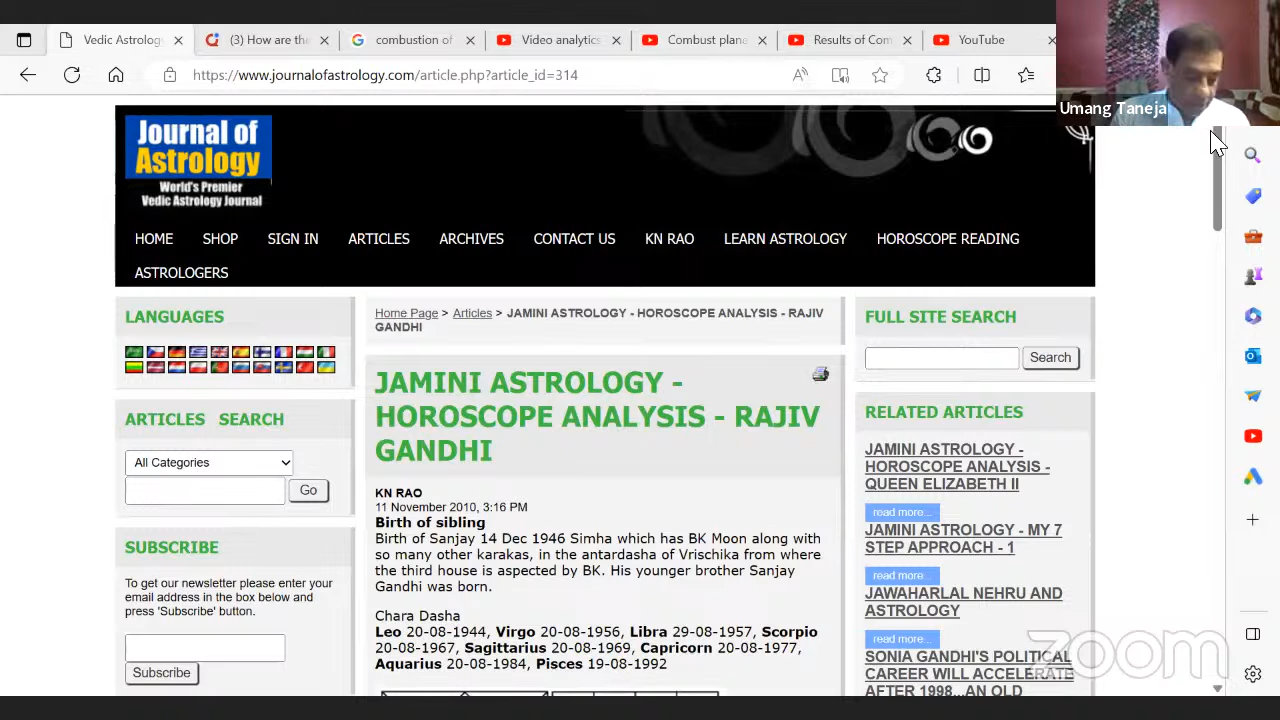 Vedic Astrolog
(3) How are the
combustion of
Video analytics
Combust plane
Results of Com
YouTube
https://www.journalofastrology.com/article.php?article_id=314
Umang Taneja
Journal of
Astrology
World's Premier
Vedic Astrology Journal
HOME SHOP SIGN IN ARTICLES ARCHIVES CONTACT US KN RAO LEARN ASTROLOGY HOROSCOPE READING
ASTROLOGERS
LANGUAGES
ARTICLES SEARCH
All Categories
Go
SUBSCRIBE
To get our newsletter please enter your
email address in the box below and
press 'Subscribe' button.
Subscribe
Home Page > Articles > JAMINI ASTROLOGY - HOROSCOPE ANALYSIS - RAJIV
GANDHI
JAMINI ASTROLOGY -
HOROSCOPE ANALYSIS - RAJIV
GANDHI
KN RAO
11 November 2010, 3:16 PM
Birth of sibling
Birth of Sanjay 14 Dec 1946 Simha which has BK Moon along with
so many other karakas, in the antardasha of Vrischika from where
the third house is aspected by BK. His younger brother Sanjay
Gandhi was born.
Chara Dasha
Leo 20-08-1944, Virgo 20-08-1956, Libra 29-08-1957, Scorpio
20-08-1967, Sagittarius 20-08-1969, Capricorn 20-08-1977,
Aquarius 20-08-1984, Pisces 19-08-1992
FULL SITE SEARCH
Search
RELATED ARTICLES
JAMINI ASTROLOGY -
HOROSCOPE ANALYSIS -
QUEEN ELIZABETH II
read more...
JAMINI ASTROLOGY - MY 7
STEP APPROACH - 1
read more...
JAWAHARLAL NEHRU AND
ASTROLOGY
read more...
SONIA GANDHI'S POLITICAL
CAREER WILL ACCELERATE
AFTER 1998...AN OLD
zoom